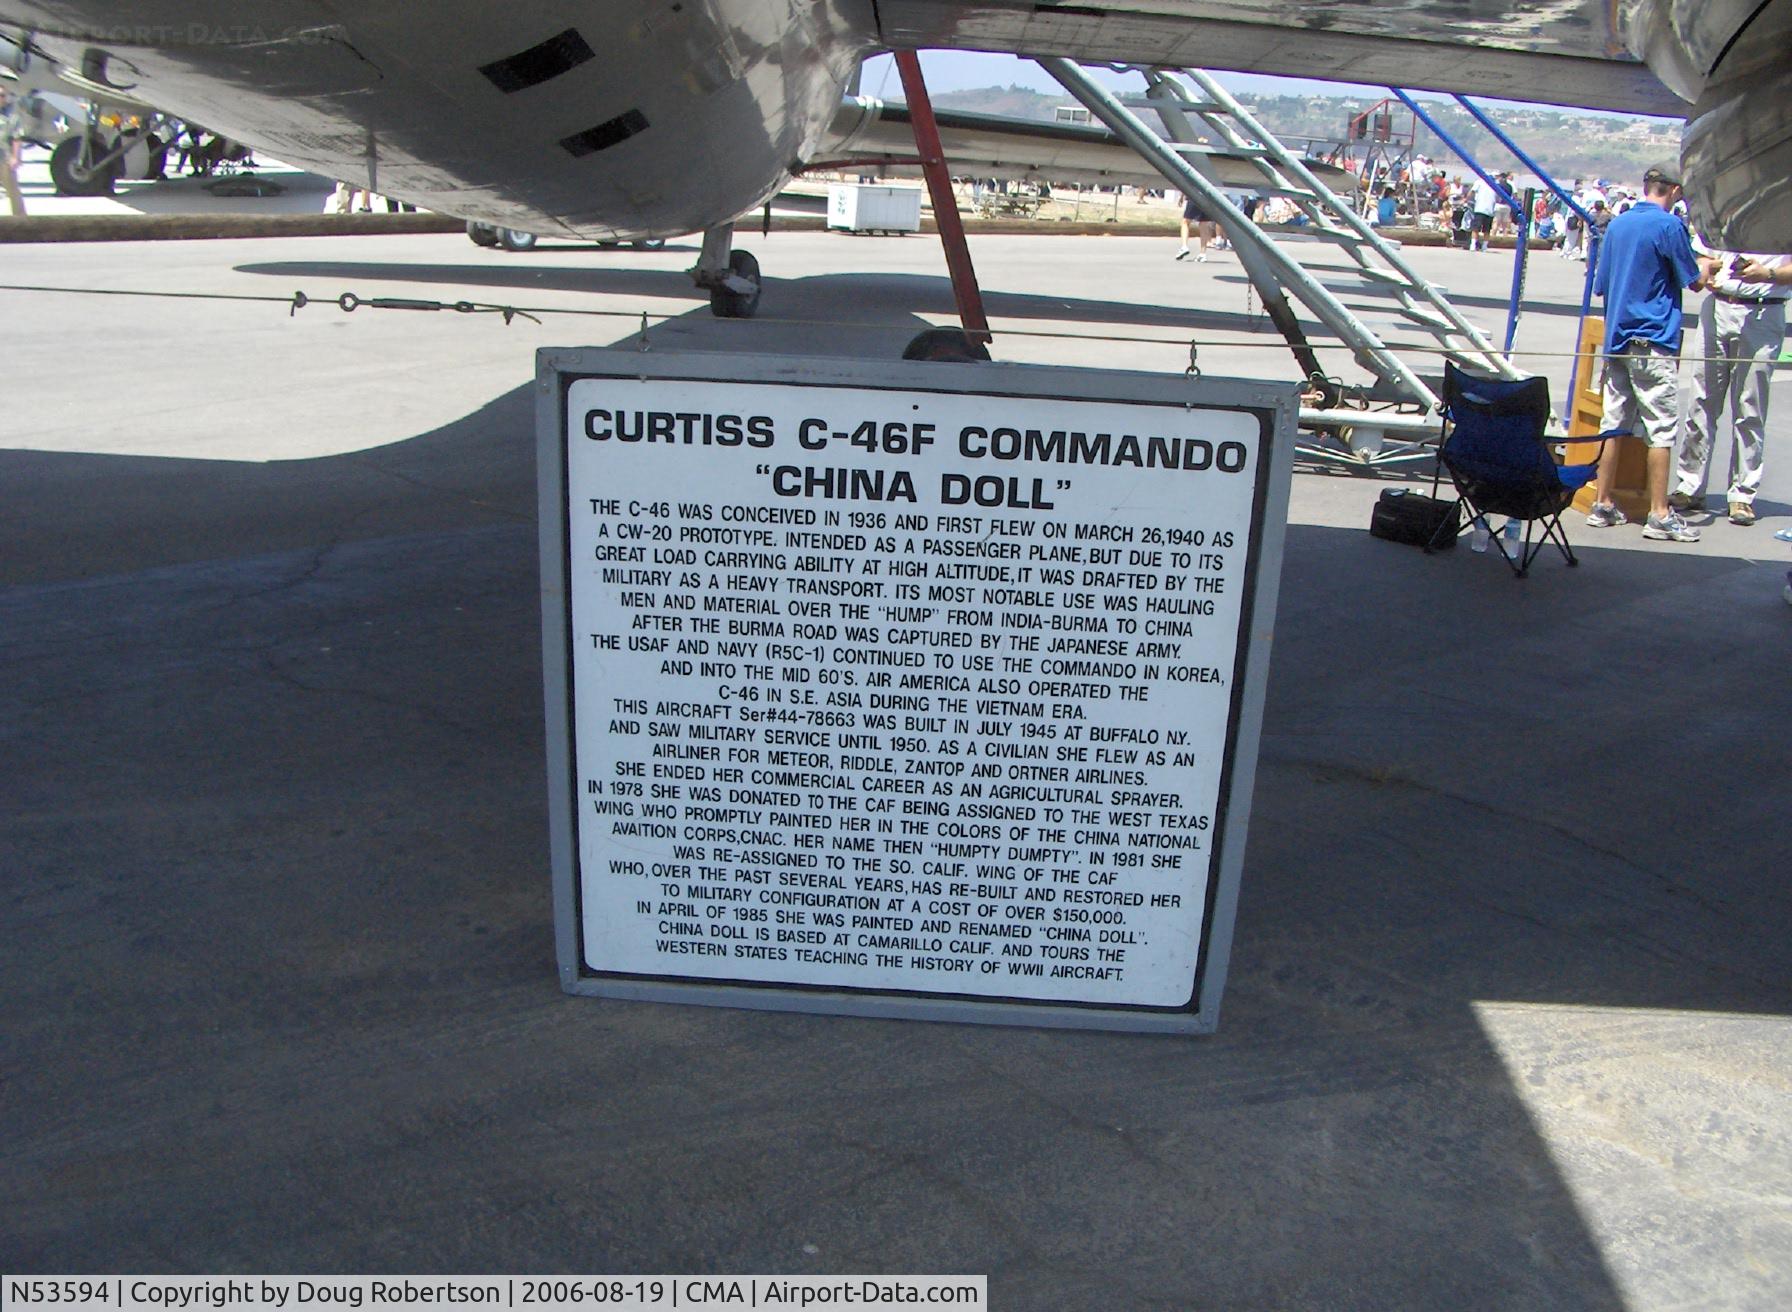 AIRPORT-DATA.COM
CURTISS C-46F COMMANDO
“CHINA DOLL”
THE C-46 WAS CONCEIVED IN 1936 AND FIRST FLEW ON MARCH 26,1940 AS
A CW-20 PROTOTYPE. INTENDED AS A PASSENGER PLANE, BUT DUE TO ITS
GREAT LOAD CARRYING ABILITY AT HIGH ALTITUDE, IT WAS DRAFTED BY THE
MILITARY AS A HEAVY TRANSPORT. ITS MOST NOTABLE USE WAS HAULING
MEN AND MATERIAL OVER THE “HUMP” FROM INDIA-BURMA TO CHINA
AFTER THE BURMA ROAD WAS CAPTURED BY THE JAPANESE ARMY.
THE USAF AND NAVY (R5C-1) CONTINUED TO USE THE COMMANDO IN KOREA,
AND INTO THE MID 60'S. AIR AMERICA ALSO OPERATED THE
C-46 IN S.E. ASIA DURING THE VIETNAM ERA.
THIS AIRCRAFT Ser#44-78663 WAS BUILT IN JULY 1945 AT BUFFALO NY.
AND SAW MILITARY SERVICE UNTIL 1950. AS A CIVILIAN SHE FLEW AS AN
AIRLINER FOR METEOR, RIDDLE, ZANTOP AND ORTNER AIRLINES.
SHE ENDED HER COMMERCIAL CAREER AS AN AGRICULTURAL SPRAYER.
IN 1978 SHE WAS DONATED TO THE CAF BEING ASSIGNED TO THE WEST TEXAS
WING WHO PROMPTLY PAINTED HER IN THE COLORS OF THE CHINA NATIONAL
AVAITION CORPS,CNAC. HER NAME THEN “HUMPTY DUMPTY”. IN 1981 SHE
WAS RE-ASSIGNED TO THE SO. CALIF. WING OF THE CAF
WHO, OVER THE PAST SEVERAL YEARS, HAS RE-BUILT AND RESTORED HER
TO MILITARY CONFIGURATION AT A COST OF OVER $150,000.
IN APRIL OF 1985 SHE WAS PAINTED AND RENAMED “CHINA DOLL”.
CHINA DOLL IS BASED AT CAMARILLO CALIF. AND TOURS THE
WESTERN STATES TEACHING THE HISTORY OF WWII AIRCRAFT.
N53594 | Copyright by Doug Robertson | 2006-08-19 | CMA | Airport-Data.com